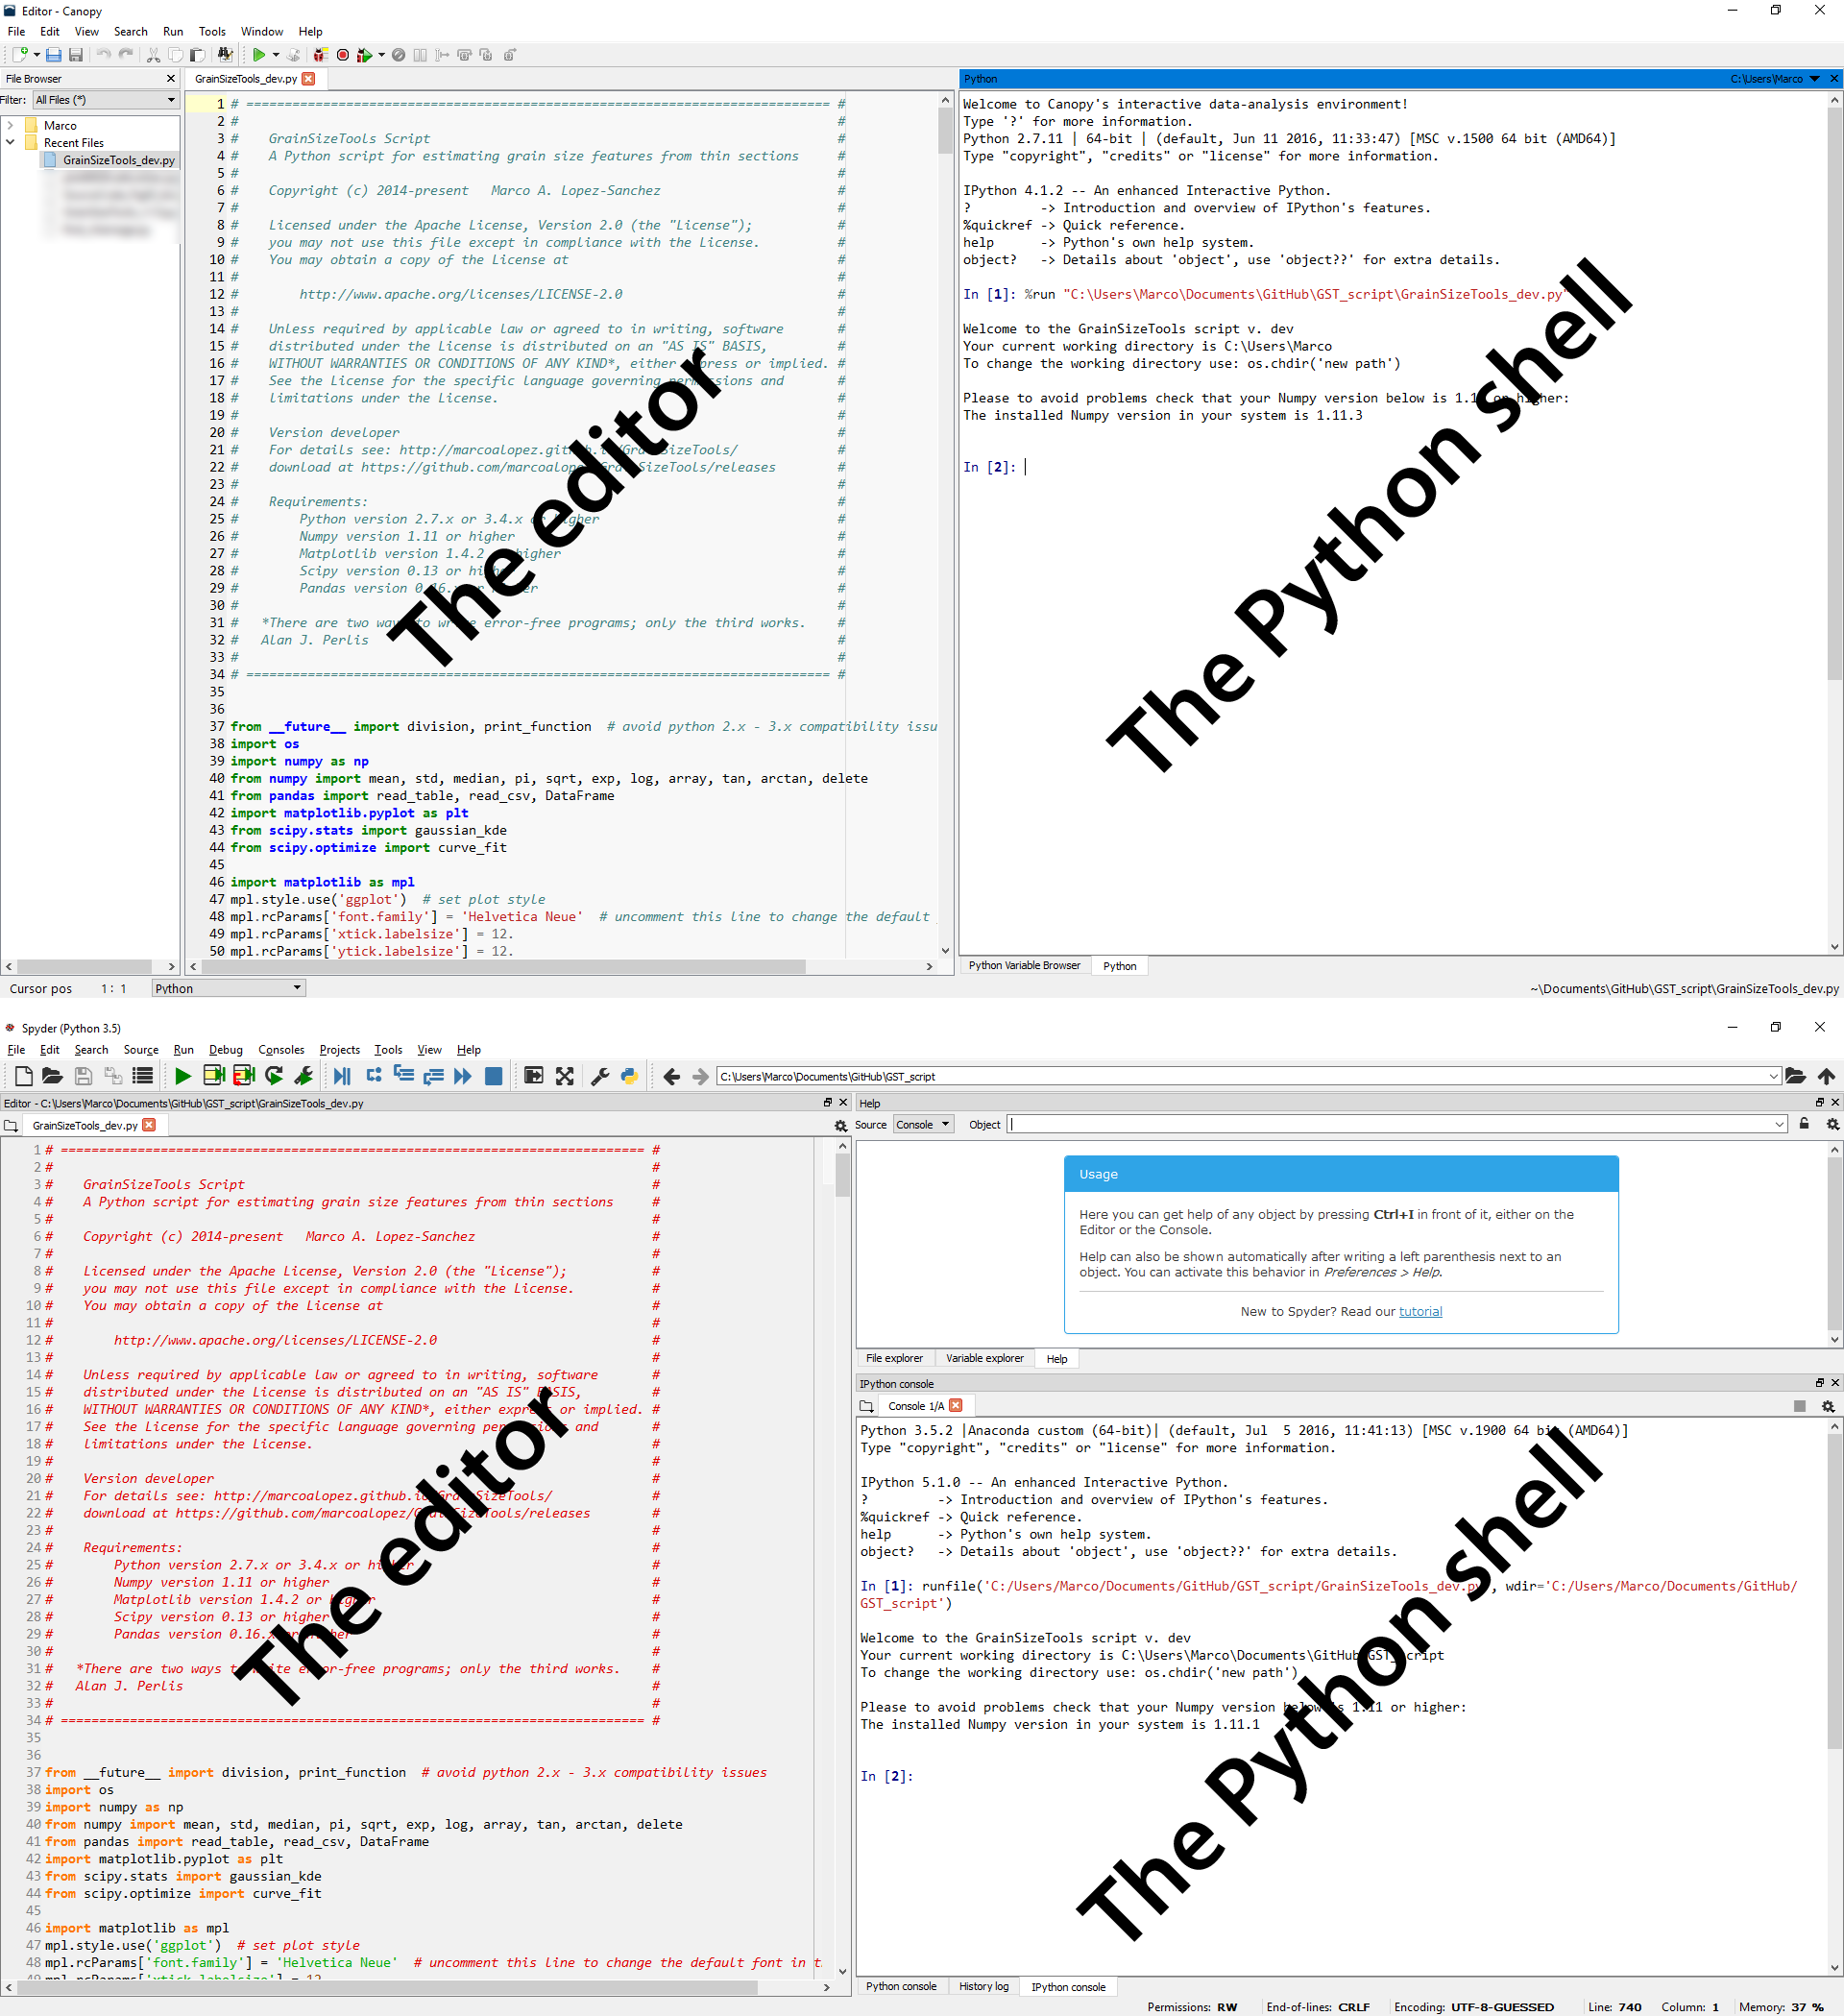 Editor - Canopy
File Edit View Search Run Tools Window Help
File Browser
Filter: All Files (*)
Marco
Recent Files
GrainSizeTools_dev.py
GrainSizeTools_dev.py
1 # ============================================================================ #
2 # #
3 # GrainSizeTools Script #
4 # A Python script for estimating grain size features from thin sections #
5 # #
6 # Copyright (c) 2014-present Marco A. Lopez-Sanchez #
7 # #
8 # Licensed under the Apache License, Version 2.0 (the "License"); #
9 # you may not use this file except in compliance with the License. #
10 # You may obtain a copy of the License at #
11 # #
12 # http://www.apache.org/licenses/LICENSE-2.0 #
13 # #
14 # Unless required by applicable law or agreed to in writing, software #
15 # distributed under the License is distributed on an "AS IS" BASIS, #
16 # WITHOUT WARRANTIES OR CONDITIONS OF ANY KIND*, either express or implied. #
17 # See the License for the specific language governing permissions and #
18 # limitations under the License. #
19 # #
20 # Version developer #
21 # For details see: http://marcoalopez.github.io/GrainSizeTools/ #
22 # download at https://github.com/marcoalopez/GrainSizeTools/releases #
23 # #
24 # Requirements: #
25 # Python version 2.7.x or 3.4.x or higher #
26 # Numpy version 1.11 or higher #
27 # Matplotlib version 1.4.2 or higher #
28 # Scipy version 0.13 or higher #
29 # Pandas version 0.16.x or higher #
30 # #
31 # *There are two ways to write error-free programs; only the third works. #
32 # Alan J. Perlis #
33 # #
34 # ============================================================================ #
35
36
37 from __future__ import division, print_function # avoid python 2.x - 3.x compatibility issu
38 import os
39 import numpy as np
40 from numpy import mean, std, median, pi, sqrt, exp, log, array, tan, arctan, delete
41 from pandas import read_table, read_csv, DataFrame
42 import matplotlib.pyplot as plt
43 from scipy.stats import gaussian_kde
44 from scipy.optimize import curve_fit
45
46 import matplotlib as mpl
47 mpl.style.use('ggplot') # set plot style
48 mpl.rcParams['font.family'] = 'Helvetica Neue' # uncomment this line to change the default
49 mpl.rcParams['xtick.labelsize'] = 12.
50 mpl.rcParams['ytick.labelsize'] = 12.
The editor
Python C:\Users\Marco
Welcome to Canopy's interactive data-analysis environment!
Type '?' for more information.
Python 2.7.11 | 64-bit | (default, Jun 11 2016, 11:33:47) [MSC v.1500 64 bit (AMD64)]
Type "copyright", "credits" or "license" for more information.
IPython 4.1.2 -- An enhanced Interactive Python.
? -> Introduction and overview of IPython's features.
%quickref -> Quick reference.
help -> Python's own help system.
object? -> Details about 'object', use 'object??' for extra details.
In [1]: %run "C:\Users\Marco\Documents\GitHub\GST_script\GrainSizeTools_dev.py"
Welcome to the GrainSizeTools script v. dev
Your current working directory is C:\Users\Marco
To change the working directory use: os.chdir('new path')
Please to avoid problems check that your Numpy version below is 1.11 or higher:
The installed Numpy version in your system is 1.11.3
In [2]:
The Python shell
Python Variable Browser Python
Cursor pos 1: 1 Python ~\Documents\GitHub\GST_script\GrainSizeTools_dev.py
Spyder (Python 3.5)
File Edit Search Source Run Debug Consoles Projects Tools View Help
C:\Users\Marco\Documents\GitHub\GST_script
Editor - C:\Users\Marco\Documents\GitHub\GST_script\GrainSizeTools_dev.py
GrainSizeTools_dev.py
1 # ============================================================================ #
2 # #
3 # GrainSizeTools Script #
4 # A Python script for estimating grain size features from thin sections #
5 # #
6 # Copyright (c) 2014-present Marco A. Lopez-Sanchez #
7 # #
8 # Licensed under the Apache License, Version 2.0 (the "License"); #
9 # you may not use this file except in compliance with the License. #
10 # You may obtain a copy of the License at #
11 # #
12 # http://www.apache.org/licenses/LICENSE-2.0 #
13 # #
14 # Unless required by applicable law or agreed to in writing, software #
15 # distributed under the License is distributed on an "AS IS" BASIS, #
16 # WITHOUT WARRANTIES OR CONDITIONS OF ANY KIND*, either express or implied. #
17 # See the License for the specific language governing permissions and #
18 # limitations under the License. #
19 # #
20 # Version developer #
21 # For details see: http://marcoalopez.github.io/GrainSizeTools/ #
22 # download at https://github.com/marcoalopez/GrainSizeTools/releases #
23 # #
24 # Requirements: #
25 # Python version 2.7.x or 3.4.x or higher #
26 # Numpy version 1.11 or higher #
27 # Matplotlib version 1.4.2 or higher #
28 # Scipy version 0.13 or higher #
29 # Pandas version 0.16.x or higher #
30 # #
31 # *There are two ways to write error-free programs; only the third works. #
32 # Alan J. Perlis #
33 # #
34 # ============================================================================ #
35
36
37 from __future__ import division, print_function # avoid python 2.x - 3.x compatibility issues
38 import os
39 import numpy as np
40 from numpy import mean, std, median, pi, sqrt, exp, log, array, tan, arctan, delete
41 from pandas import read_table, read_csv, DataFrame
42 import matplotlib.pyplot as plt
43 from scipy.stats import gaussian_kde
44 from scipy.optimize import curve_fit
45
46 import matplotlib as mpl
47 mpl.style.use('ggplot') # set plot style
48 mpl.rcParams['font.family'] = 'Helvetica Neue' # uncomment this line to change the default font in t
The editor
Help
Source Console Object
Usage
Here you can get help of any object by pressing Ctrl+I in front of it, either on the
Editor or the Console.
Help can also be shown automatically after writing a left parenthesis next to an
object. You can activate this behavior in Preferences > Help.
New to Spyder? Read our tutorial
File explorer Variable explorer Help
IPython console
Console 1/A
Python 3.5.2 |Anaconda custom (64-bit)| (default, Jul 5 2016, 11:41:13) [MSC v.1900 64 bit (AMD64)]
Type "copyright", "credits" or "license" for more information.
IPython 5.1.0 -- An enhanced Interactive Python.
? -> Introduction and overview of IPython's features.
%quickref -> Quick reference.
help -> Python's own help system.
object? -> Details about 'object', use 'object??' for extra details.
In [1]: runfile('C:/Users/Marco/Documents/GitHub/GST_script/GrainSizeTools_dev.py', wdir='C:/Users/Marco/Documents/GitHub/
GST_script')
Welcome to the GrainSizeTools script v. dev
Your current working directory is C:\Users\Marco\Documents\GitHub\GST_script
To change the working directory use: os.chdir('new path')
Please to avoid problems check that your Numpy version below is 1.11 or higher:
The installed Numpy version in your system is 1.11.1
In [2]:
The Python shell
Python console History log IPython console
Permissions: RW End-of-lines: CRLF Encoding: UTF-8-GUESSED Line: 740 Column: 1 Memory: 37 %